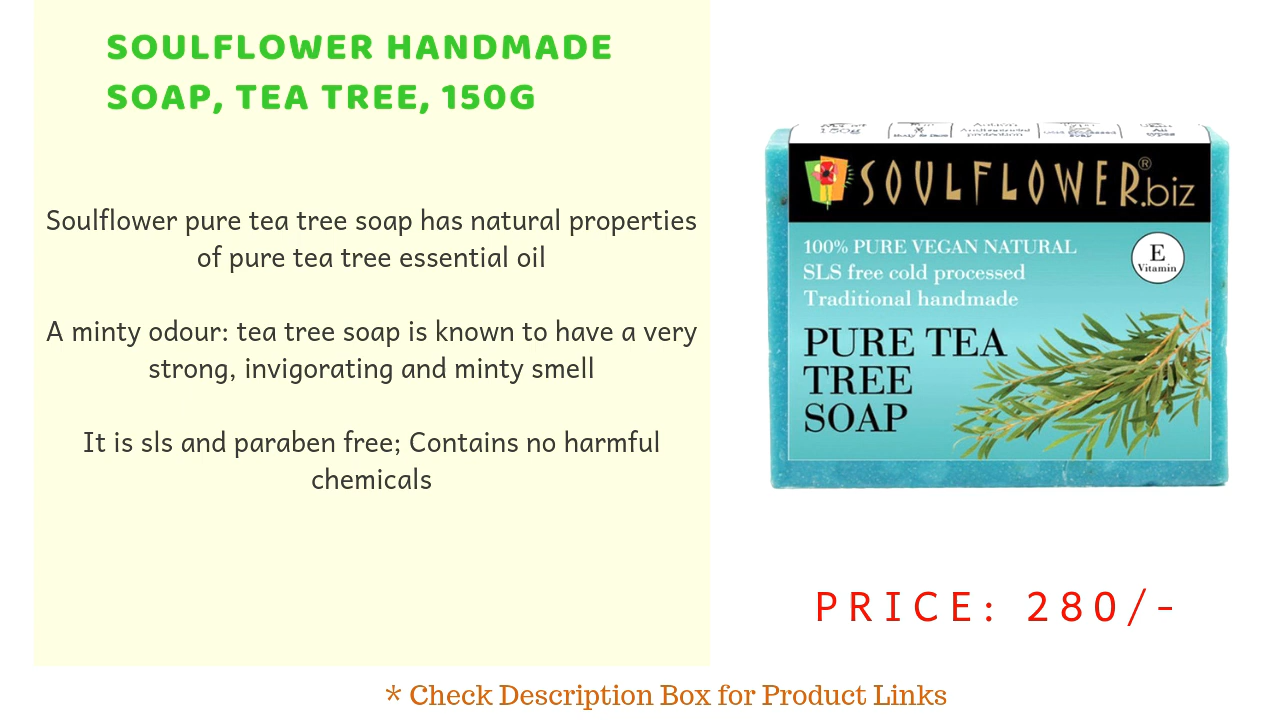 SOULFLOWER HANDMADE
SOAP, TEA TREE, 150G
Soulflower pure tea tree soap has natural properties
of pure tea tree essential oil
A minty odour: tea tree soap is known to have a very
strong, invigorating and minty smell
It is sls and paraben free; Contains no harmful
chemicals
150g
SOULFLOWER®.biz
100% PURE VEGAN NATURAL
SLS free cold processed
Traditional handmade
E
Vitamin
PURE TEA
TREE
SOAP
PRICE: 280/-
* Check Description Box for Product Links